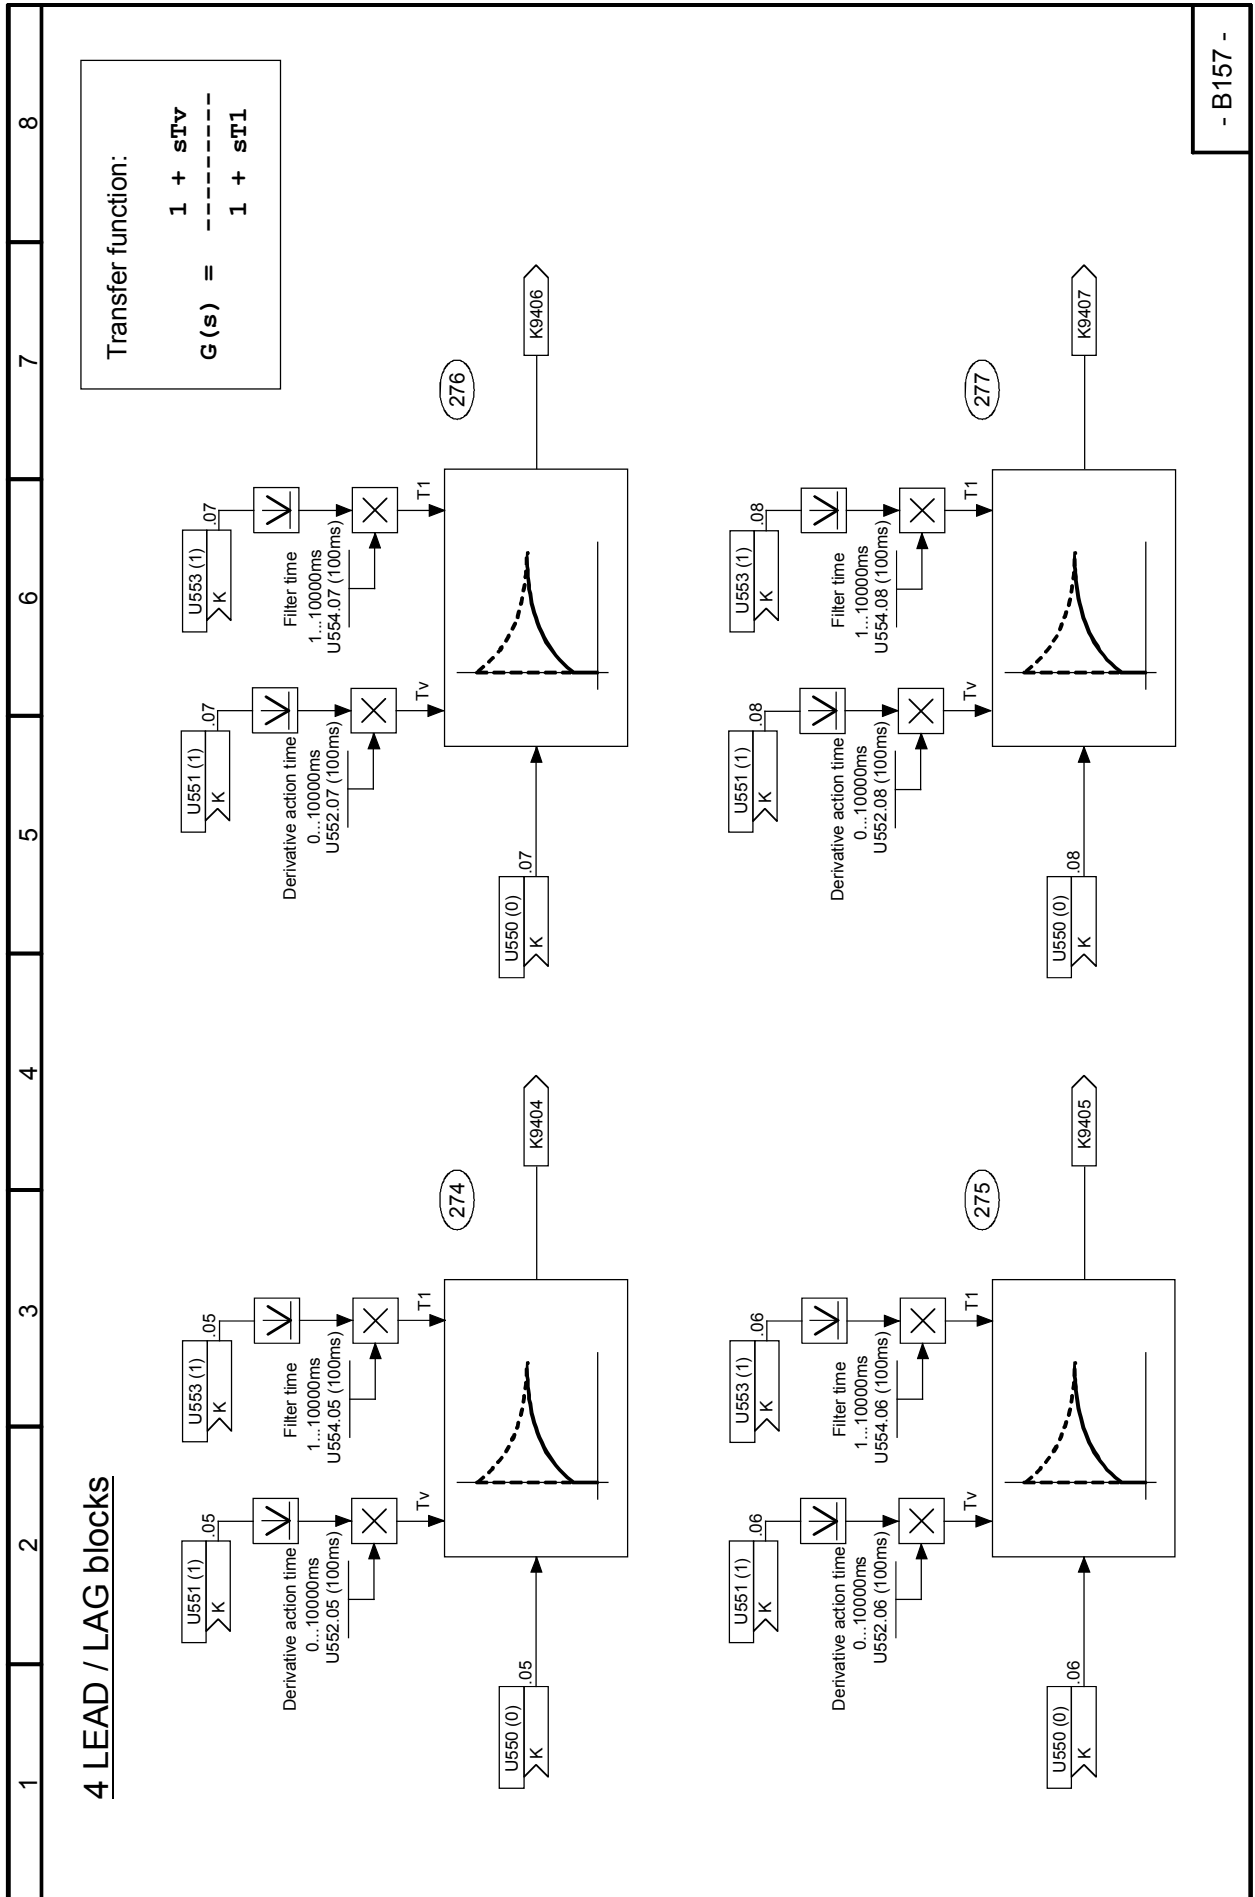 1 2 3 4 5 6 7 8
4 LEAD / LAG blocks
Transfer function:
1 + sTv
G(s) = ----------
1 + sT1
U551 (1)
K
.05
Derivative action time
0...10000ms
U552.05 (100ms)
Tv
U553 (1)
K
.05
Filter time
1...10000ms
U554.05 (100ms)
T1
274
U550 (0)
K
.05
K9404
U551 (1)
K
.07
Derivative action time
0...10000ms
U552.07 (100ms)
Tv
U553 (1)
K
.07
Filter time
1...10000ms
U554.07 (100ms)
T1
276
U550 (0)
K
.07
K9406
U551 (1)
K
.06
Derivative action time
0...10000ms
U552.06 (100ms)
Tv
U553 (1)
K
.06
Filter time
1...10000ms
U554.06 (100ms)
T1
275
U550 (0)
K
.06
K9405
U551 (1)
K
.08
Derivative action time
0...10000ms
U552.08 (100ms)
Tv
U553 (1)
K
.08
Filter time
1...10000ms
U554.08 (100ms)
T1
277
U550 (0)
K
.08
K9407
- B157 -